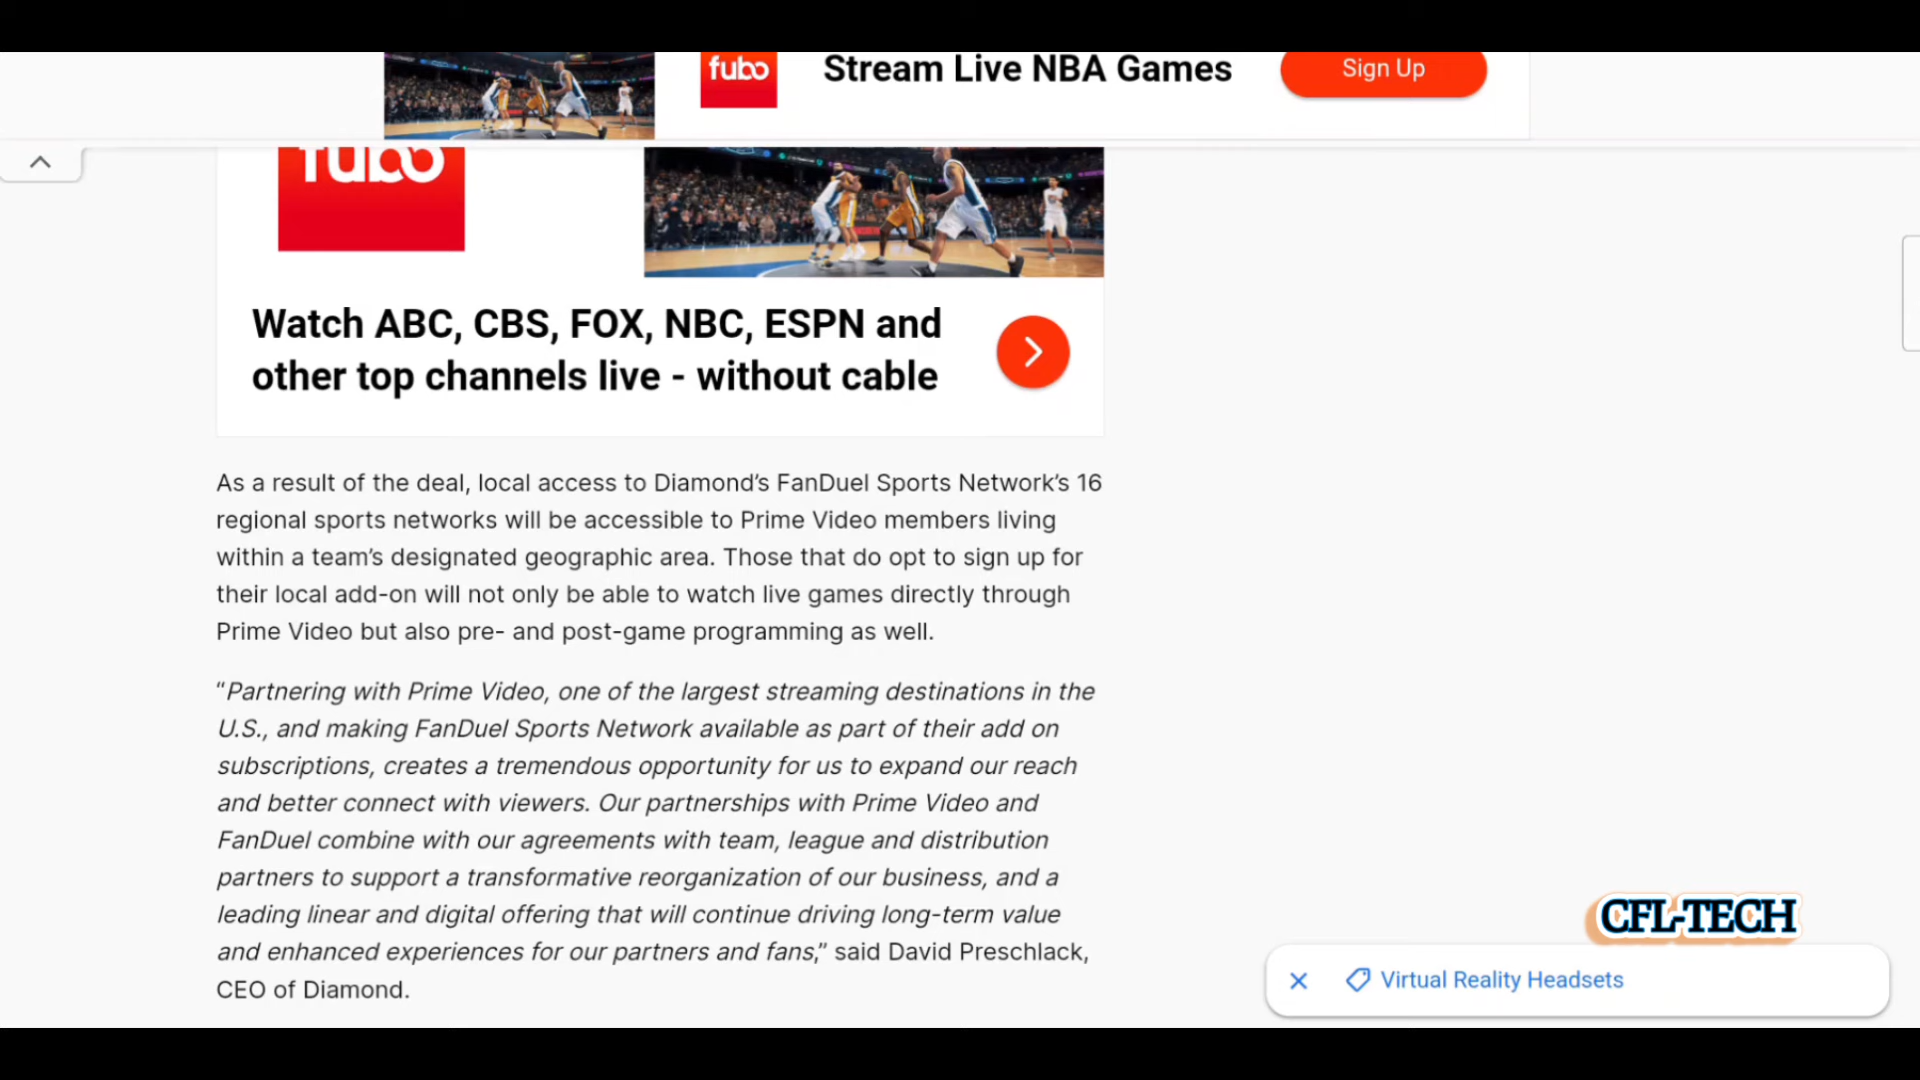 fubo
Stream Live NBA Games
Sign Up
fubo
Watch ABC, CBS, FOX, NBC, ESPN and
other top channels live - without cable
As a result of the deal, local access to Diamond’s FanDuel Sports Network’s 16
regional sports networks will be accessible to Prime Video members living
within a team’s designated geographic area. Those that do opt to sign up for
their local add-on will not only be able to watch live games directly through
Prime Video but also pre- and post-game programming as well.
“Partnering with Prime Video, one of the largest streaming destinations in the
U.S., and making FanDuel Sports Network available as part of their add on
subscriptions, creates a tremendous opportunity for us to expand our reach
and better connect with viewers. Our partnerships with Prime Video and
FanDuel combine with our agreements with team, league and distribution
partners to support a transformative reorganization of our business, and a
leading linear and digital offering that will continue driving long-term value
and enhanced experiences for our partners and fans,” said David Preschlack,
CEO of Diamond.
CFL-TECH
Virtual Reality Headsets